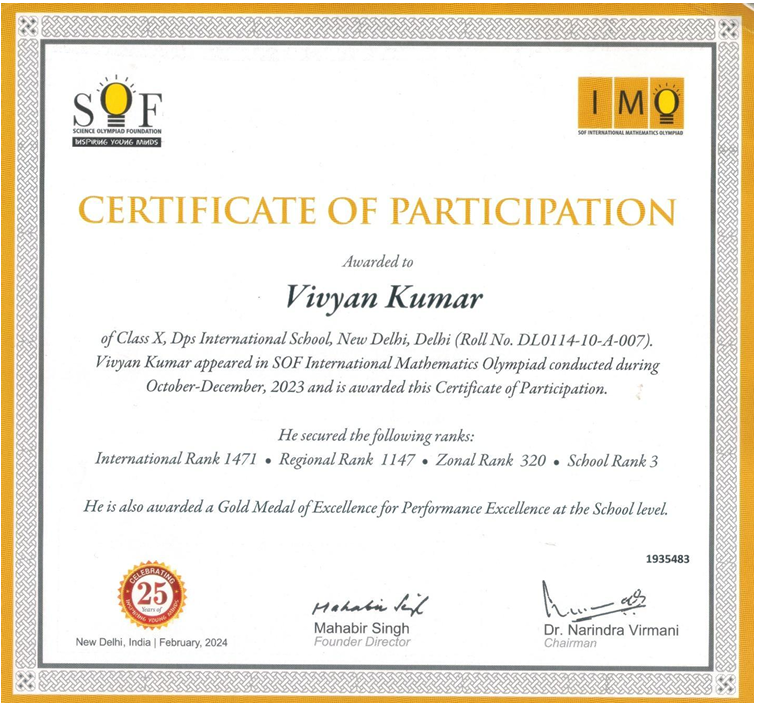 SOF
SCIENCE OLYMPIAD FOUNDATION
INSPIRING YOUNG MINDS
IMO
SOF INTERNATIONAL MATHEMATICS OLYMPIAD
CERTIFICATE OF PARTICIPATION
Awarded to
Vivyan Kumar
of Class X, Dps International School, New Delhi, Delhi (Roll No. DL0114-10-A-007).
Vivyan Kumar appeared in SOF International Mathematics Olympiad conducted during
October-December, 2023 and is awarded this Certificate of Participation.
He secured the following ranks:
International Rank 1471 • Regional Rank 1147 • Zonal Rank 320 • School Rank 3
He is also awarded a Gold Medal of Excellence for Performance Excellence at the School level.
1935483
CELEBRATING
25
Years of
INSPIRING YOUNG MINDS
New Delhi, India | February, 2024
Mahabir Singh
Mahabir Singh
Founder Director
Dr. Narindra Virmani
Chairman